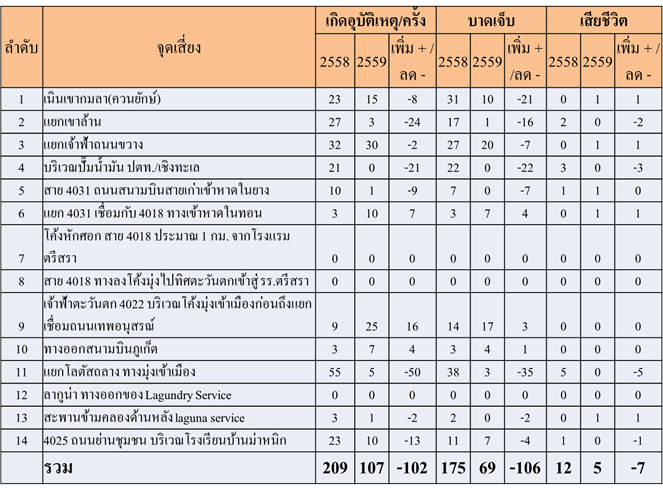 ลำดับ จุดเสี่ยง เกิดอุบัติเหตุ/ครั้ง บาดเจ็บ เสียชีวิต
2558 2559 เพิ่ม + / ลด - 2558 2559 เพิ่ม + /ลด - 2558 2559 เพิ่ม + / ลด -
1 เนินเขากมลา(ควนยักษ์) 23 15 -8 31 10 -21 0 1 1
2 แยกเขาล้าน 27 3 -24 17 1 -16 2 0 -2
3 แยกเจ้าฟ้าถนนขวาง 32 30 -2 27 20 -7 0 1 1
4 บริเวณปั๊มน้ำมัน ปตท./เชิงทะเล 21 0 -21 22 0 -22 3 0 -3
5 สาย 4031 ถนนสนามบินสายเก่าเข้าหาดในยาง 10 1 -9 7 0 -7 1 1 0
6 แยก 4031 เชื่อมกับ 4018 ทางเข้าหาดในทอน 3 10 7 3 7 4 0 1 1
โค้งหักศอก สาย 4018 ประมาณ 1 กม. จากโรงแรม
7 ตรีสรา 0 0 0 0 0 0 0 0 0
8 สาย 4018 ทางลงโค้งมุ่งไปทิศตะวันตกเข้าสู่ รร.ตรีสรา 0 0 0 0 0 0 0 0 0
เจ้าฟ้าตะวันตก 4022 บริเวณโค้งมุ่งเข้าเมืองก่อนถึงแยก
9 เชื่อมถนนเทพอนุสรณ์ 9 25 16 14 17 3 0 0 0
10 ทางออกสนามบินภูเก็ต 3 7 4 3 4 1 0 0 0
11 แยกโลตัสถลาง ทางมุ่งเข้าเมือง 55 5 -50 38 3 -35 5 0 -5
12 ลากูน่า ทางออกของ Lagundry Service 0 0 0 0 0 0 0 0 0
13 สะพานข้ามคลองด้านหลัง laguna service 3 1 -2 2 0 -2 0 1 1
14 4025 ถนนย่านชุมชน บริเวณโรงเรียนบ้านม่าหนิก 23 10 -13 11 7 -4 1 0 -1
รวม 209 107 -102 175 69 -106 12 5 -7